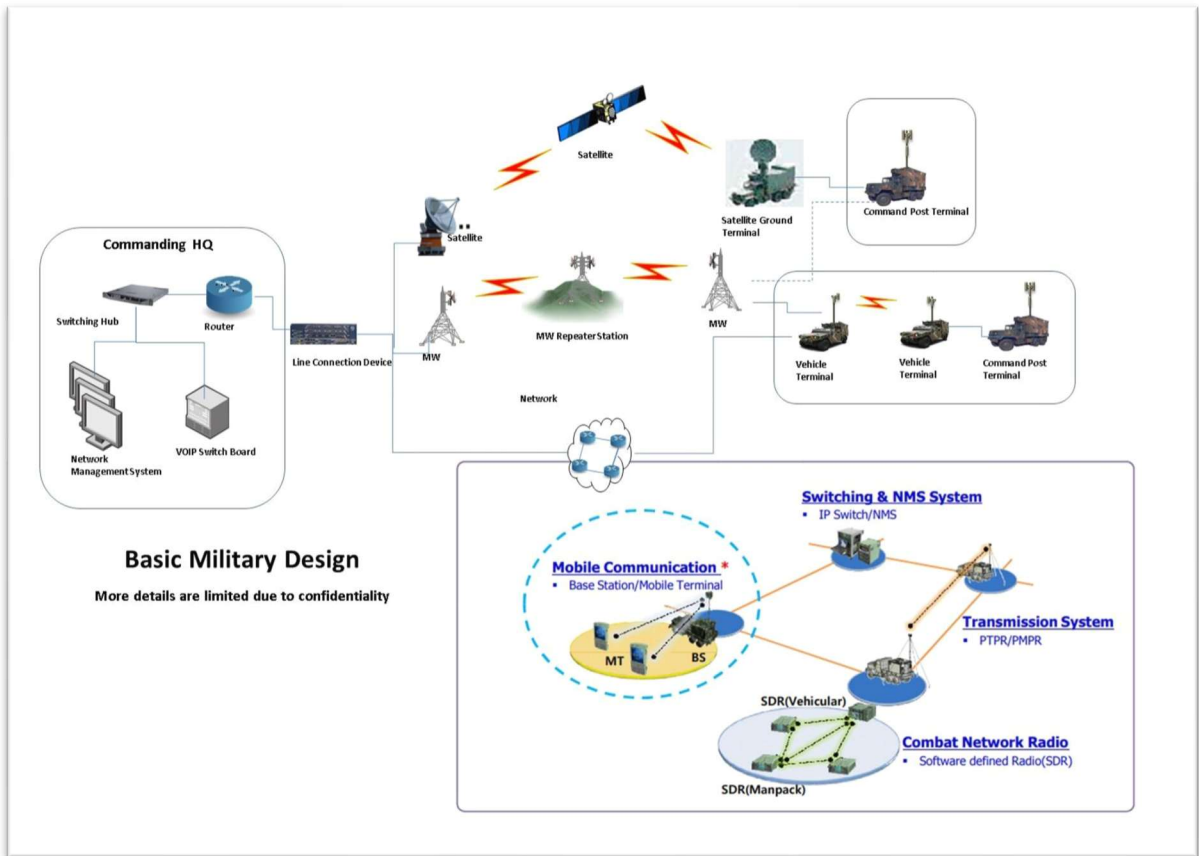 Satellite
Satellite Ground
Terminal
Command Post Terminal
Commanding HQ
Switching Hub
Router
Network
Management System
VOIP Switch Board
Line Connection Device
Satellite
MW
MW Repeater Station
MW
Vehicle
Terminal
Vehicle
Terminal
Command Post
Terminal
Network
Basic Military Design
More details are limited due to confidentiality
Switching & NMS System
▪ IP Switch/NMS
Mobile Communication *
▪ Base Station/Mobile Terminal
MT
BS
Transmission System
▪ PTPR/PMPR
SDR(Vehicular)
SDR(Manpack)
Combat Network Radio
▪ Software defined Radio(SDR)